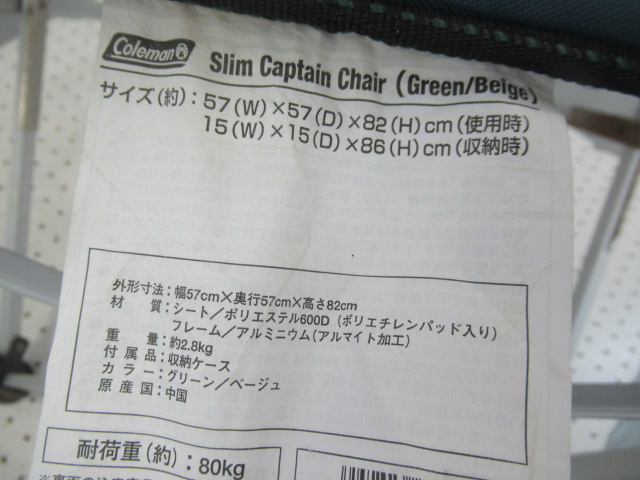 Coleman
Slim Captain Chair (Green/Beige)
サイズ(約):57(W)×57(D)×82(H)cm(使用時)
15(W)×15(D)×86(H)cm(収納時)
外形寸法:幅57cm×奥行57cm×高さ82cm
材　　質:シート/ポリエステル600D(ポリエチレンパッド入り)
フレーム/アルミニウム(アルマイト加工)
重　　量:約2.8kg
付 属 品:収納ケース
カ ラ ー:グリーン/ベージュ
原 産 国:中国
耐荷重(約):80kg